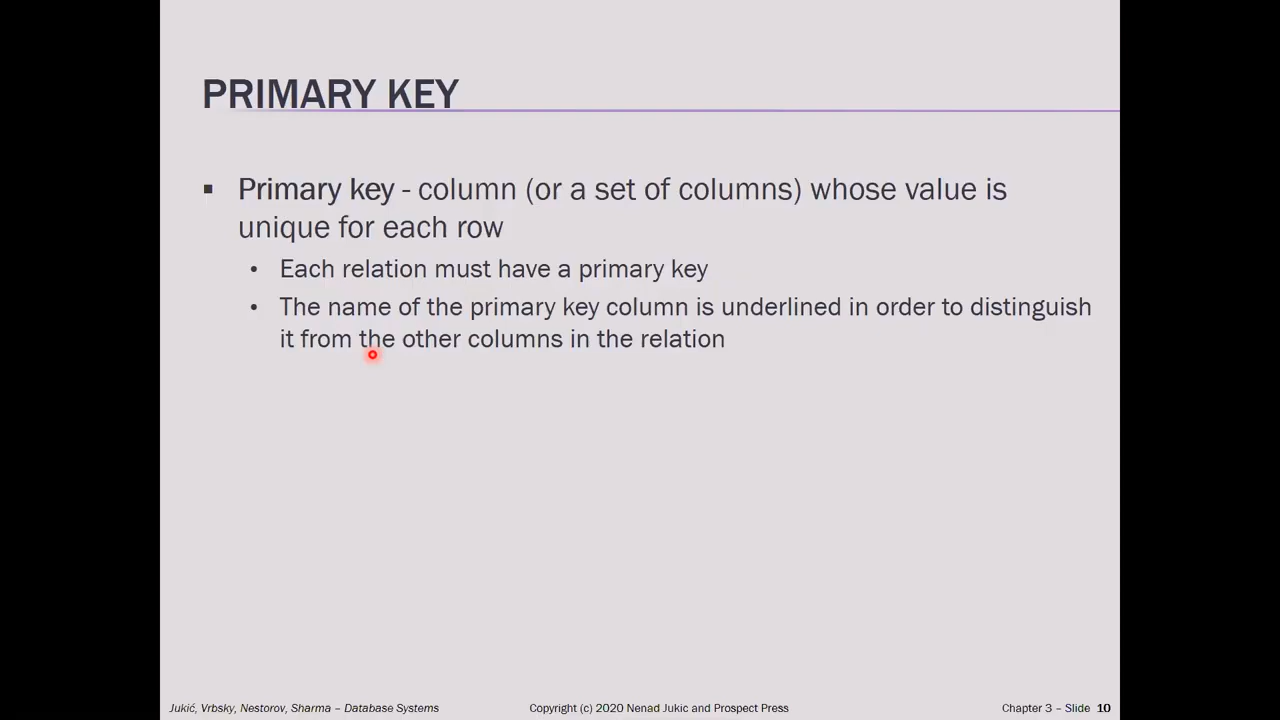 PRIMARY KEY
▪ Primary key - column (or a set of columns) whose value is
unique for each row
• Each relation must have a primary key
• The name of the primary key column is underlined in order to distinguish
it from the other columns in the relation
Jukić, Vrbsky, Nestorov, Sharma – Database Systems
Copyright (c) 2020 Nenad Jukic and Prospect Press
Chapter 3 – Slide 10